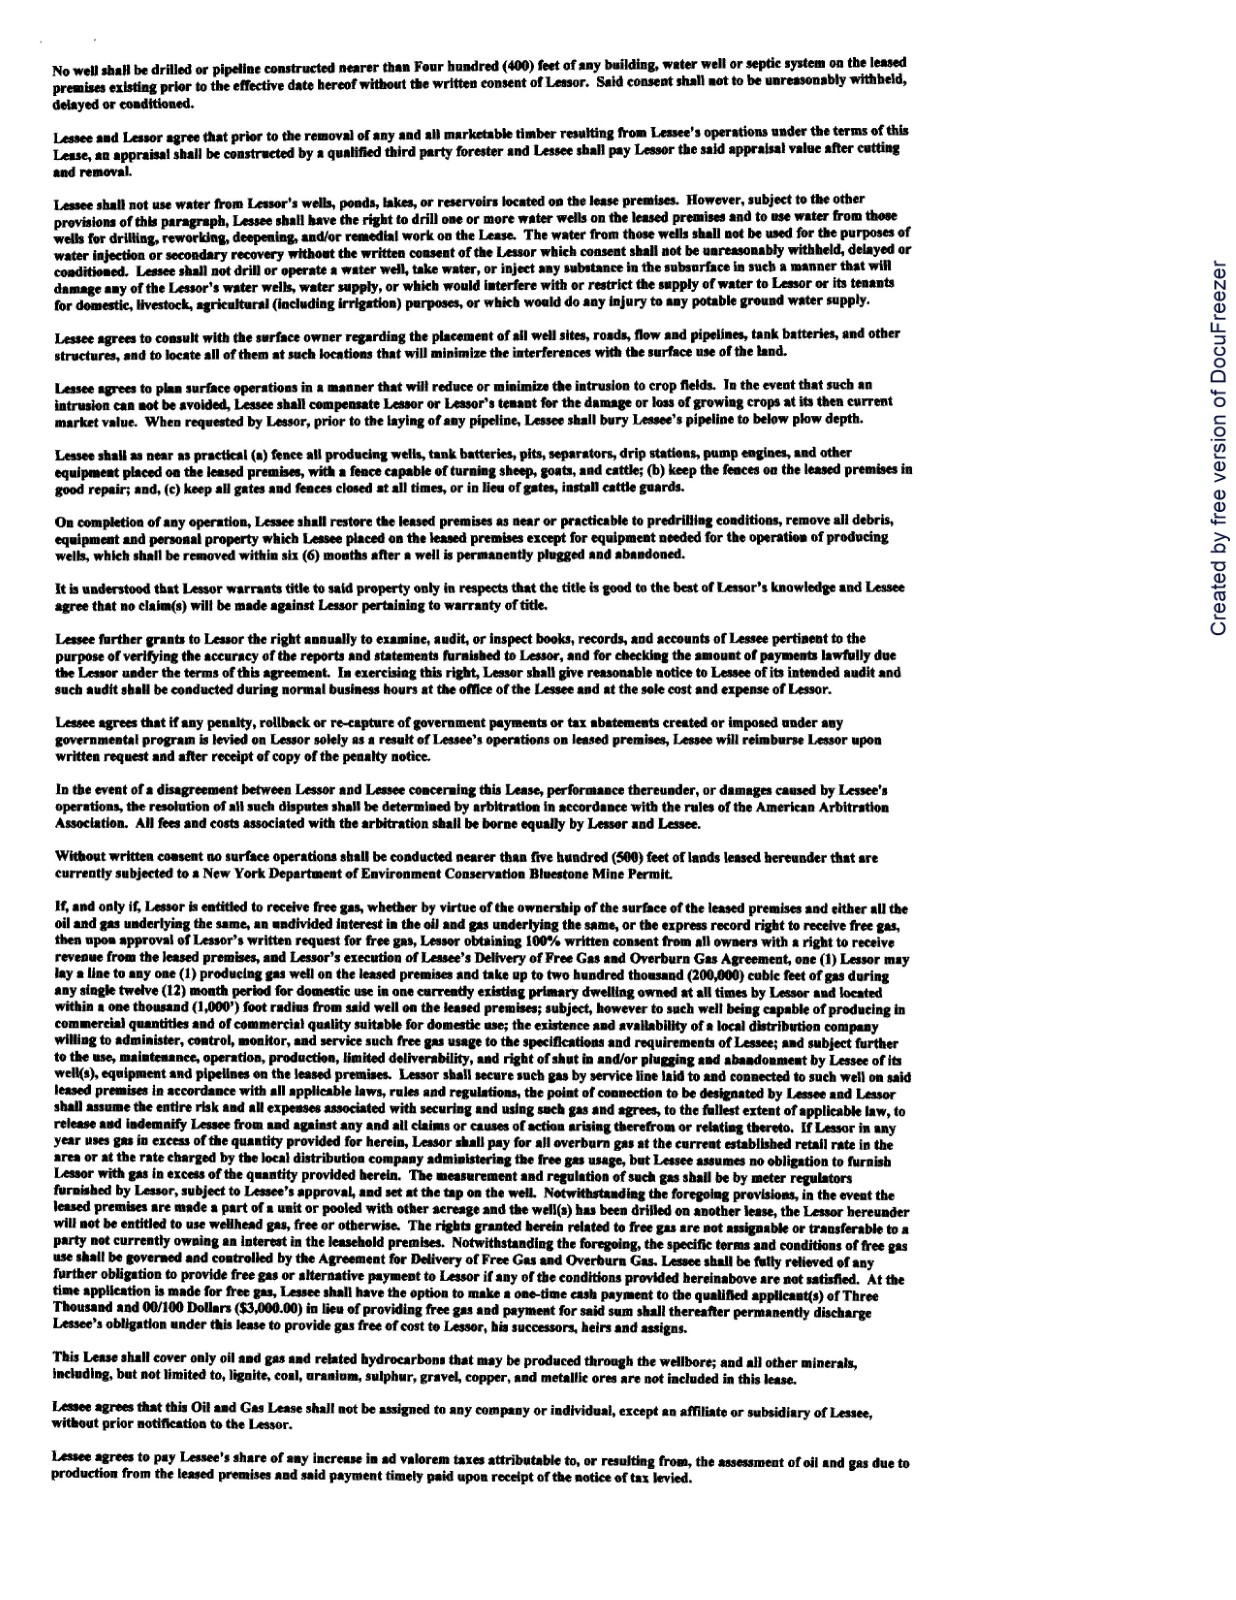 No well shall be drilled or pipeline constructed nearer than Four hundred (400) feet of any building, water well or septic system on the leased
premises existing prior to the effective date hereof without the written consent of Lessor. Said consent shall not to be unreasonably withheld,
delayed or conditioned.
Lessee and Lessor agree that prior to the removal of any and all marketable timber resulting from Lessee's operations under the terms of this
Lease, an appraisal shall be constructed by a qualified third party forester and Lessee shall pay Lessor the said appraisal value after cutting
and removal.
Lessee shall not use water from Lessor's wells, ponds, lakes, or reservoirs located on the lease premises. However, subject to the other
provisions of this paragraph, Lessee shall have the right to drill one or more water wells on the leased premises and to use water from those
wells for drilling, reworking, deepening, and/or remedial work on the Lease. The water from those wells shall not be used for the purposes of
water injection or secondary recovery without the written consent of the Lessor which consent shall not be unreasonably withheld, delayed or
conditioned. Lessee shall not drill or operate a water well, take water, or inject any substance in the subsurface in such a manner that will
damage any of the Lessor's water wells, water supply, or which would interfere with or restrict the supply of water to Lessor or its tenants
for domestic, livestock, agricultural (including irrigation) purposes, or which would do any injury to any potable ground water supply.
Lessee agrees to consult with the surface owner regarding the placement of all well sites, roads, flow and pipelines, tank batteries, and other
structures, and to locate all of them at such locations that will minimize the interferences with the surface use of the land.
Lessee agrees to plan surface operations in a manner that will reduce or minimize the intrusion to crop fields. In the event that such an
intrusion can not be avoided, Lessee shall compensate Lessor or Lessor's tenant for the damage or loss of growing crops at its then current
market value. When requested by Lessor, prior to the laying of any pipeline, Lessee shall bury Lessee's pipeline to below plow depth.
Lessee shall as near as practical (a) fence all producing wells, tank batteries, pits, separators, drip stations, pump engines, and other
equipment placed on the leased premises, with a fence capable of turning sheep, goats, and cattle; (b) keep the fences on the leased premises in
good repair; and, (c) keep all gates and fences closed at all times, or in lieu of gates, install cattle guards.
On completion of any operation, Lessee shall restore the leased premises as near or practicable to predrilling conditions, remove all debris,
equipment and personal property which Lessee placed on the leased premises except for equipment needed for the operation of producing
wells, which shall be removed within six (6) months after a well is permanently plugged and abandoned.
It is understood that Lessor warrants title to said property only in respects that the title is good to the best of Lessor's knowledge and Lessee
agree that no claim(s) will be made against Lessor pertaining to warranty of title.
Lessee further grants to Lessor the right annually to examine, audit, or inspect books, records, and accounts of Lessee pertinent to the
purpose of verifying the accuracy of the reports and statements furnished to Lessor, and for checking the amount of payments lawfully due
the Lessor under the terms of this agreement. In exercising this right, Lessor shall give reasonable notice to Lessee of its intended audit and
such audit shall be conducted during normal business hours at the office of the Lessee and at the sole cost and expense of Lessor.
Lessee agrees that if any penalty, rollback or re-capture of government payments or tax abatements created or imposed under any
governmental program is levied on Lessor solely as a result of Lessee's operations on leased premises, Lessee will reimburse Lessor upon
written request and after receipt of copy of the penalty notice.
In the event of a disagreement between Lessor and Lessee concerning this Lease, performance thereunder, or damages caused by Lessee's
operations, the resolution of all such disputes shall be determined by arbitration in accordance with the rules of the American Arbitration
Association. All fees and costs associated with the arbitration shall be borne equally by Lessor and Lessee.
Without written consent no surface operations shall be conducted nearer than five hundred (500) feet of lands leased hereunder that are
currently subjected to a New York Department of Environment Conservation Bluestone Mine Permit.
If, and only if, Lessor is entitled to receive free gas, whether by virtue of the ownership of the surface of the leased premises and either all the
oil and gas underlying the same, an undivided interest in the oil and gas underlying the same, or the express record right to receive free gas,
then upon approval of Lessor's written request for free gas, Lessor obtaining 100% written consent from all owners with a right to receive
revenue from the leased premises, and Lessor's execution of Lessee's Delivery of Free Gas and Overburn Gas Agreement, one (1) Lessor may
lay a line to any one (1) producing gas well on the leased premises and take up to two hundred thousand (200,000) cubic feet of gas during
any single twelve (12) month period for domestic use in one currently existing primary dwelling owned at all times by Lessor and located
within a one thousand (1,000') foot radius from said well on the leased premises; subject, however to such well being capable of producing in
commercial quantities and of commercial quality suitable for domestic use; the existence and availability of a local distribution company
willing to administer, control, monitor, and service such free gas usage to the specifications and requirements of Lessee; and subject further
to the use, maintenance, operation, production, limited deliverability, and right of shut in and/or plugging and abandonment by Lessee of its
well(s), equipment and pipelines on the leased premises. Lessor shall secure such gas by service line laid to and connected to such well on said
leased premises in accordance with all applicable laws, rules and regulations, the point of connection to be designated by Lessee and Lessor
shall assume the entire risk and all expenses associated with securing and using such gas and agrees, to the fullest extent of applicable law, to
release and indemnify Lessee from and against any and all claims or causes of action arising therefrom or relating thereto. If Lessor in any
year uses gas in excess of the quantity provided for herein, Lessor shall pay for all overburn gas at the current established retail rate in the
area or at the rate charged by the local distribution company administering the free gas usage, but Lessee assumes no obligation to furnish
Lessor with gas in excess of the quantity provided herein. The measurement and regulation of such gas shall be by meter regulators
furnished by Lessor, subject to Lessee's approval, and set at the tap on the well. Notwithstanding the foregoing provisions, in the event the
leased premises are made a part of a unit or pooled with other acreage and the well(s) has been drilled on another lease, the Lessor hereunder
will not be entitled to use wellhead gas, free or otherwise. The rights granted herein related to free gas are not assignable or transferable to a
party not currently owning an interest in the leasehold premises. Notwithstanding the foregoing, the specific terms and conditions of free gas
use shall be governed and controlled by the Agreement for Delivery of Free Gas and Overburn Gas. Lessee shall be fully relieved of any
further obligation to provide free gas or alternative payment to Lessor if any of the conditions provided hereinabove are not satisfied. At the
time application is made for free gas, Lessee shall have the option to make a one-time cash payment to the qualified applicant(s) of Three
Thousand and 00/100 Dollars ($3,000.00) in lieu of providing free gas and payment for said sum shall thereafter permanently discharge
Lessee's obligation under this lease to provide gas free of cost to Lessor, his successors, heirs and assigns.
This Lease shall cover only oil and gas and related hydrocarbons that may be produced through the wellbore; and all other minerals,
including, but not limited to, lignite, coal, uranium, sulphur, gravel, copper, and metallic ores are not included in this lease.
Lessee agrees that this Oil and Gas Lease shall not be assigned to any company or individual, except an affiliate or subsidiary of Lessee,
without prior notification to the Lessor.
Lessee agrees to pay Lessee's share of any increase in ad valorem taxes attributable to, or resulting from, the assessment of oil and gas due to
production from the leased premises and said payment timely paid upon receipt of the notice of tax levied.
Created by free version of DocuFreezer